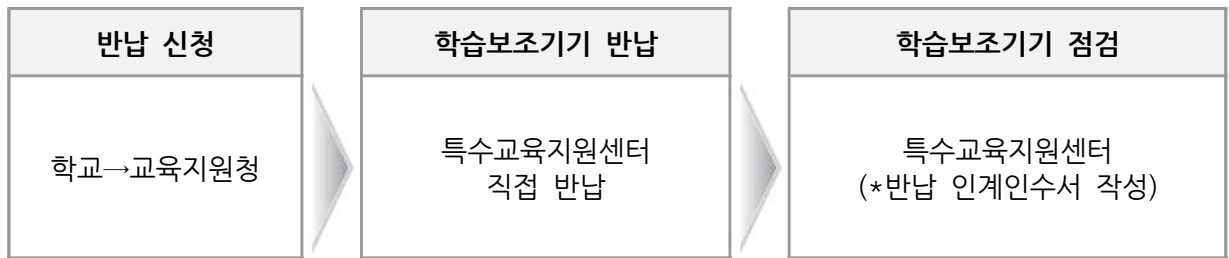 반납 신청
학교→교육지원청
학습보조기기 반납
특수교육지원센터
직접 반납
학습보조기기 점검
특수교육지원센터
(*반납 인계인수서 작성)